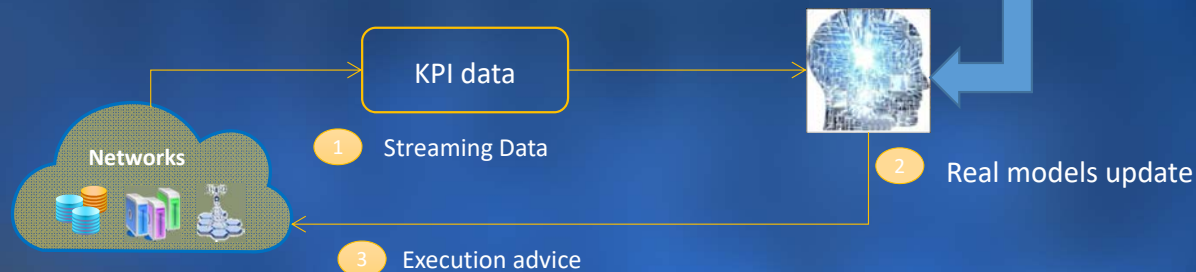 KPI data
Networks
1 Streaming Data
2 Real models update
3 Execution advice